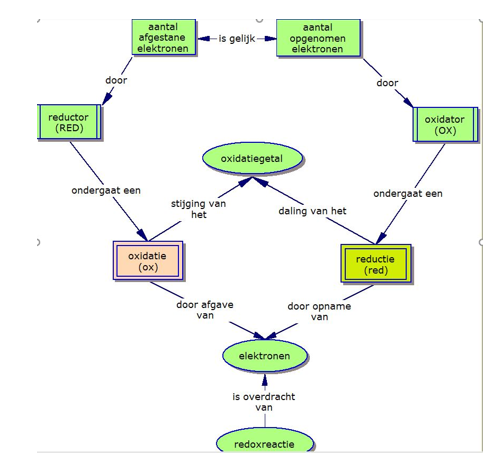 aantal
afgestane
elektronen
is gelijk
aantal
opgenomen
elektronen
door
door
reductor
(RED)
oxidator
(OX)
oxidatiegetal
ondergaat een
stijging van
het
daling van het
ondergaat een
oxidatie
(ox)
reductie
(red)
door afgave
van
door opname
van
elektronen
is overdracht
van
redoxreactie